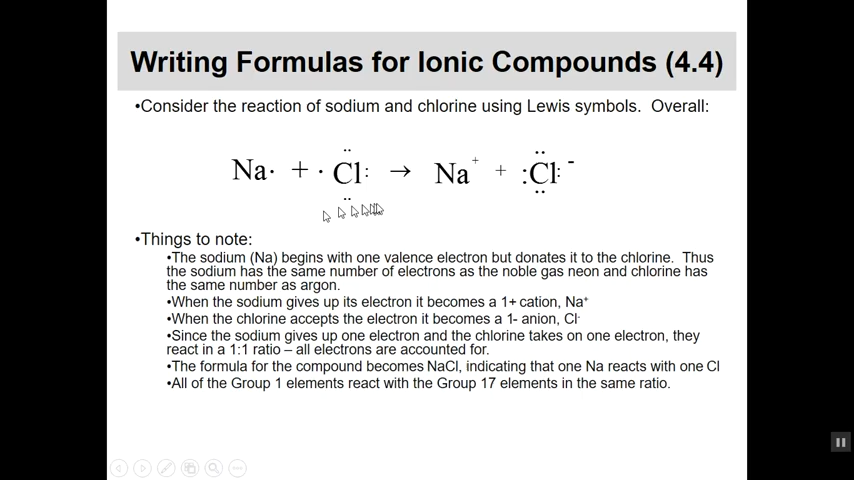 Writing Formulas for Ionic Compounds (4.4)
•Consider the reaction of sodium and chlorine using Lewis symbols.  Overall:
Na· + ·Cl: → Na⁺ + :Cl:⁻
•Things to note:
•The sodium (Na) begins with one valence electron but donates it to the chlorine.  Thus
the sodium has the same number of electrons as the noble gas neon and chlorine has
the same number as argon.
•When the sodium gives up its electron it becomes a 1+ cation, Na⁺
•When the chlorine accepts the electron it becomes a 1- anion, Cl⁻
•Since the sodium gives up one electron and the chlorine takes on one electron, they
react in a 1:1 ratio – all electrons are accounted for.
•The formula for the compound becomes NaCl, indicating that one Na reacts with one Cl
•All of the Group 1 elements react with the Group 17 elements in the same ratio.